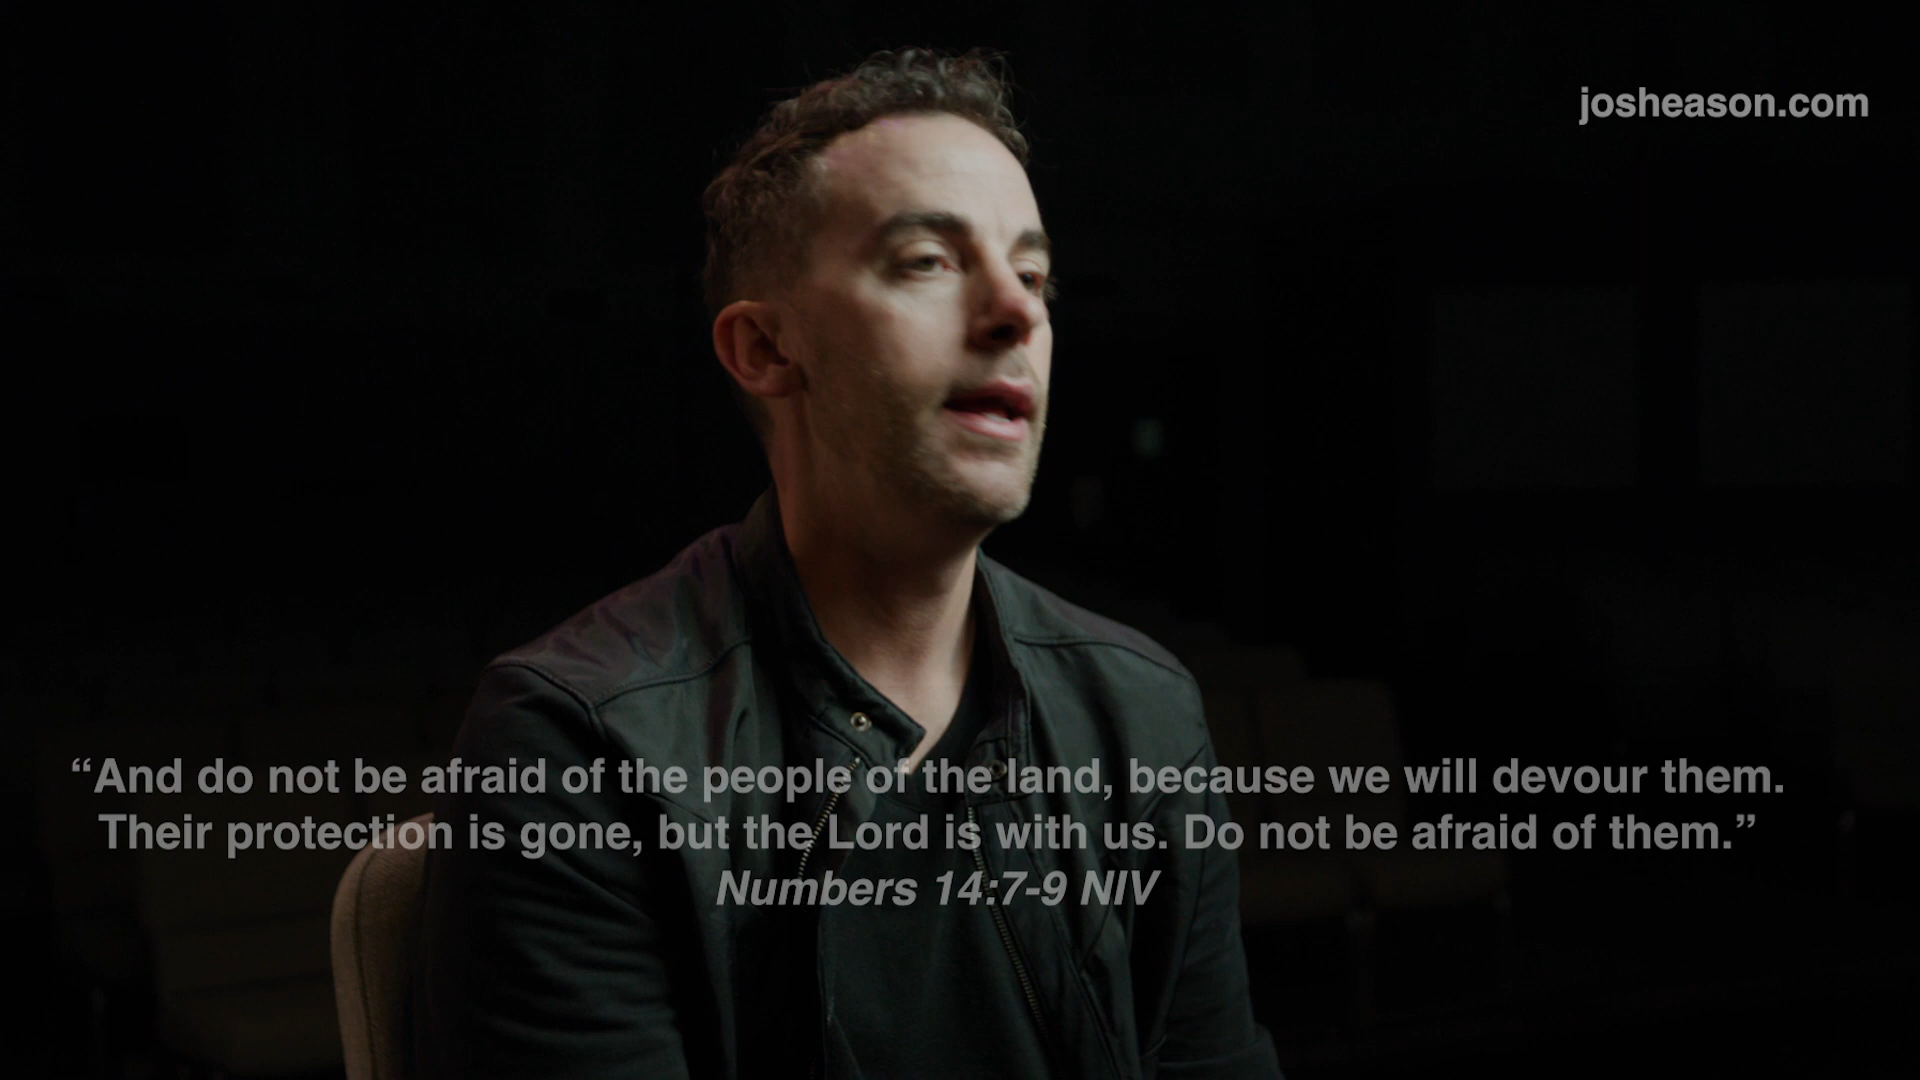 josheason.com
“And do not be afraid of the people of the land, because we will devour them.
Their protection is gone, but the Lord is with us. Do not be afraid of them.”
Numbers 14:7-9 NIV